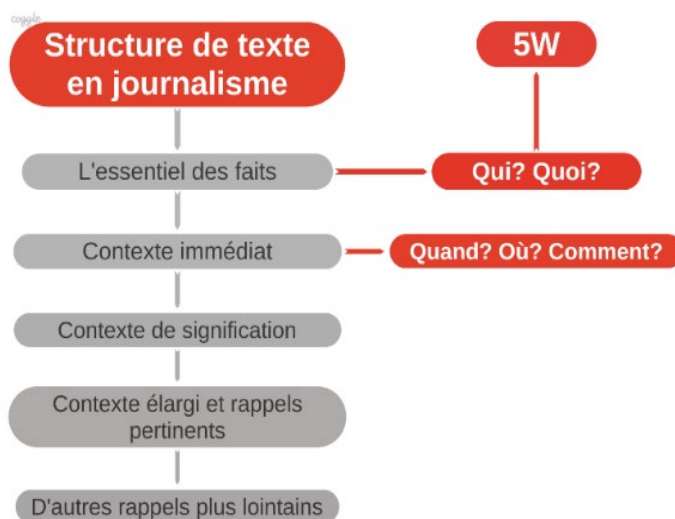 coggle
Structure de texte
en journalisme
5W
L'essentiel des faits
Qui? Quoi?
Contexte immédiat
Quand? Où? Comment?
Contexte de signification
Contexte élargi et rappels
pertinents
D'autres rappels plus lointains